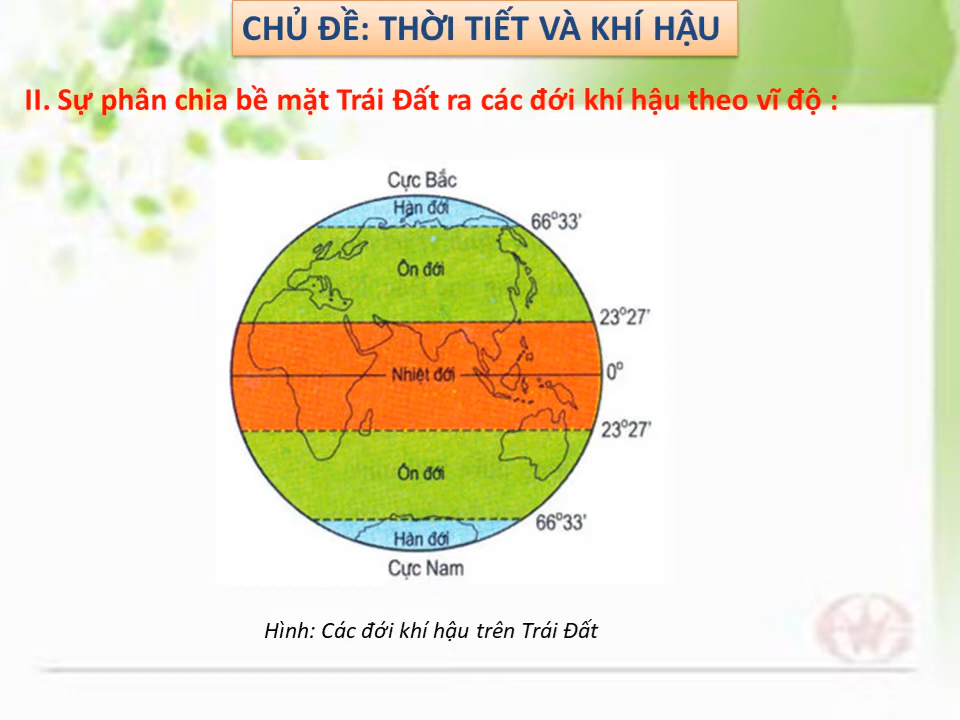 CHỦ ĐỀ: THỜI TIẾT VÀ KHÍ HẬU
II. Sự phân chia bề mặt Trái Đất ra các đới khí hậu theo vĩ độ :
Cực Bắc
Hàn đới
66°33'
Ôn đới
23°27'
Nhiệt đới
0°
23°27'
Ôn đới
66°33'
Hàn đới
Cực Nam
Hình: Các đới khí hậu trên Trái Đất